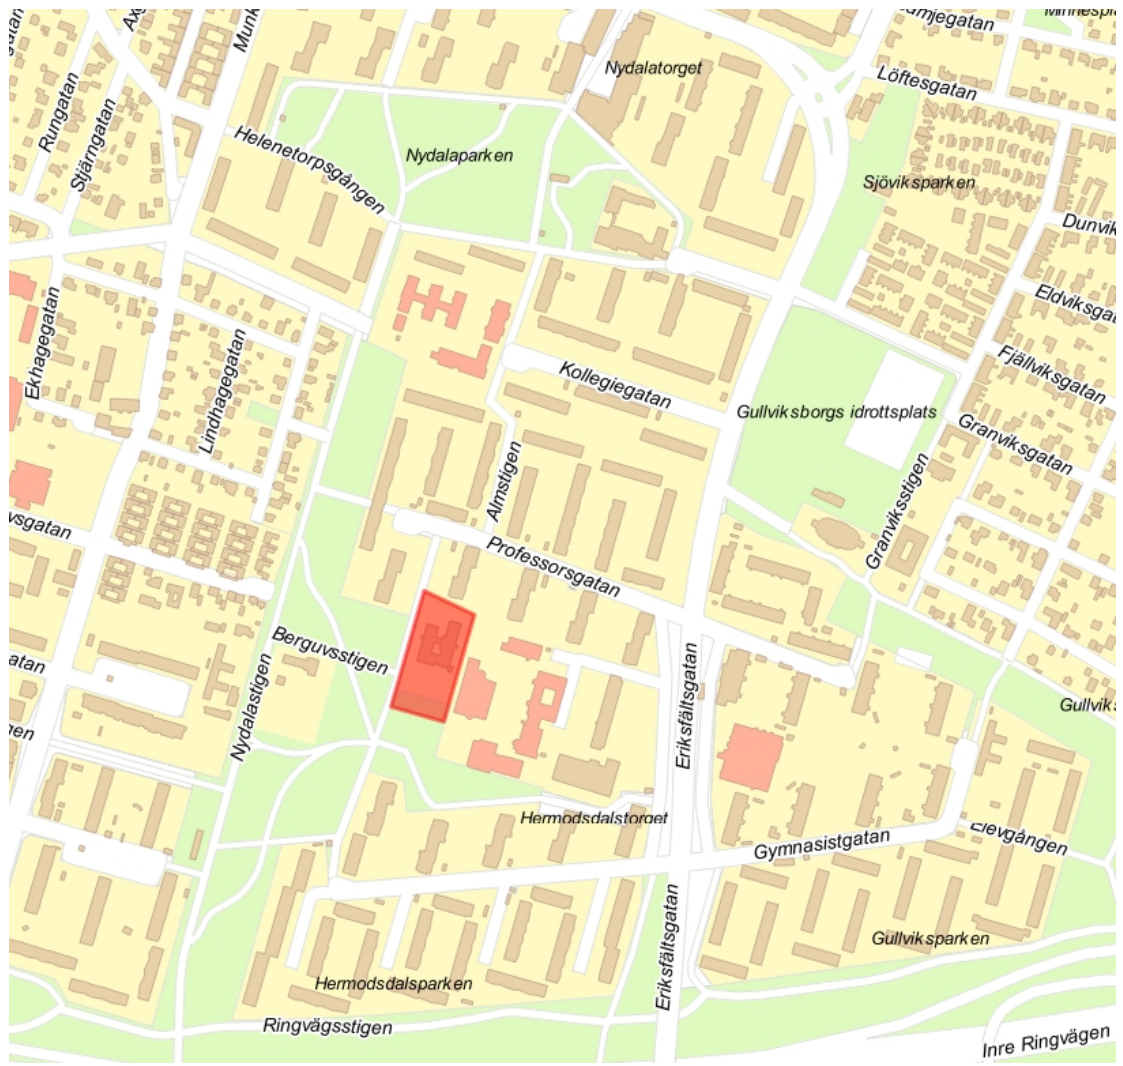 Löftesgatan
Nydalatorget
Rungatan
Stjärngatan
Helenetorpsgången
Nydalaparken
Sjöviksparken
Ekhagegatan
Lindhagegatan
Kollegiegatan
Fjällviksgatan
Gullviksborgs idrottsplats
Granviksgatan
Almstigen
Granviksstigen
Professorsgatan
Berguvsstigen
Nydalastigen
Eriksfältsgatan
Hermodsdalstorget
Gymnasistgatan
Elevgången
Eriksfältsgatan
Gullviksparken
Hermodsdalsparken
Ringvägsstigen
Inre Ringvägen